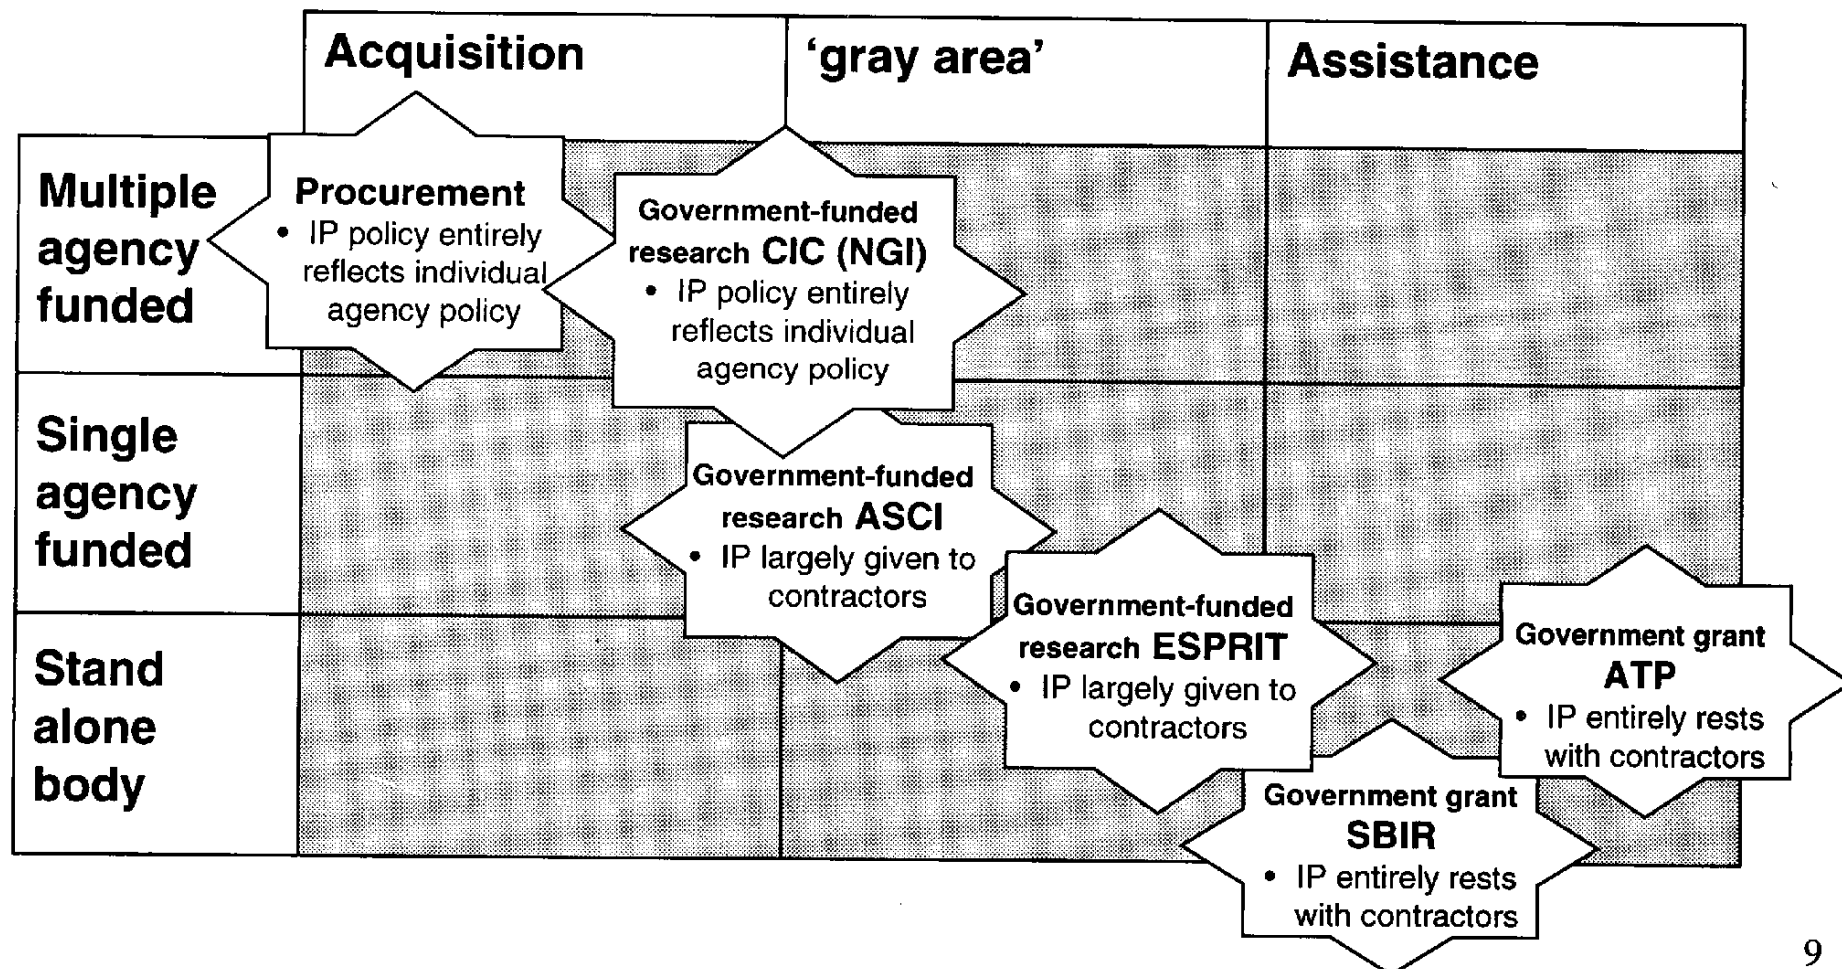 Acquisition
'gray area'
Assistance
Multiple
agency
funded
Procurement
• IP policy entirely
reflects individual
agency policy
Government-funded
research CIC (NGI)
• IP policy entirely
reflects individual
agency policy
Single
agency
funded
Government-funded
research ASCI
• IP largely given to
contractors
Government-funded
research ESPRIT
• IP largely given to
contractors
Stand
alone
body
Government grant
ATP
• IP entirely rests
with contractors
Government grant
SBIR
• IP entirely rests
with contractors
9